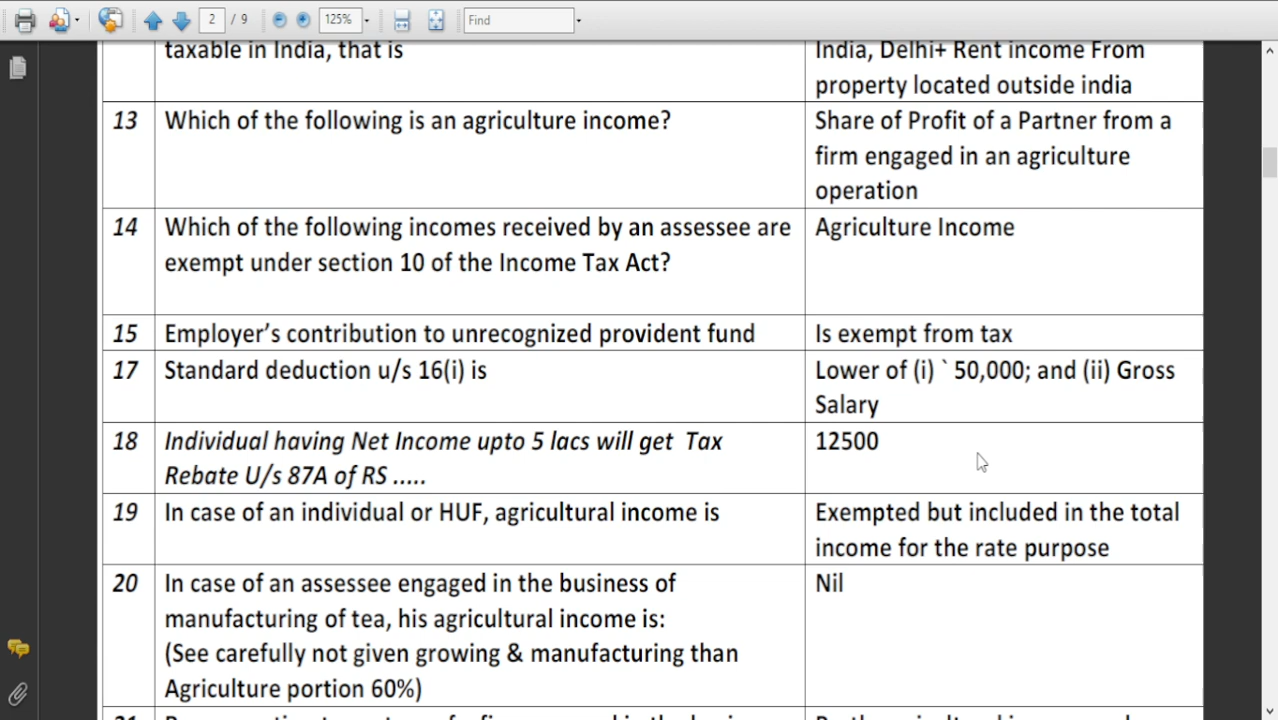 2 / 9 125% Find
taxable in India, that is
India, Delhi+ Rent income From
property located outside india
13 Which of the following is an agriculture income?
Share of Profit of a Partner from a
firm engaged in an agriculture
operation
14 Which of the following incomes received by an assessee are
exempt under section 10 of the Income Tax Act?
Agriculture Income
15 Employer’s contribution to unrecognized provident fund
Is exempt from tax
17 Standard deduction u/s 16(i) is
Lower of (i) ` 50,000; and (ii) Gross
Salary
18 Individual having Net Income upto 5 lacs will get Tax
Rebate U/s 87A of RS .....
12500
19 In case of an individual or HUF, agricultural income is
Exempted but included in the total
income for the rate purpose
20 In case of an assessee engaged in the business of
manufacturing of tea, his agricultural income is:
(See carefully not given growing & manufacturing than
Agriculture portion 60%)
Nil